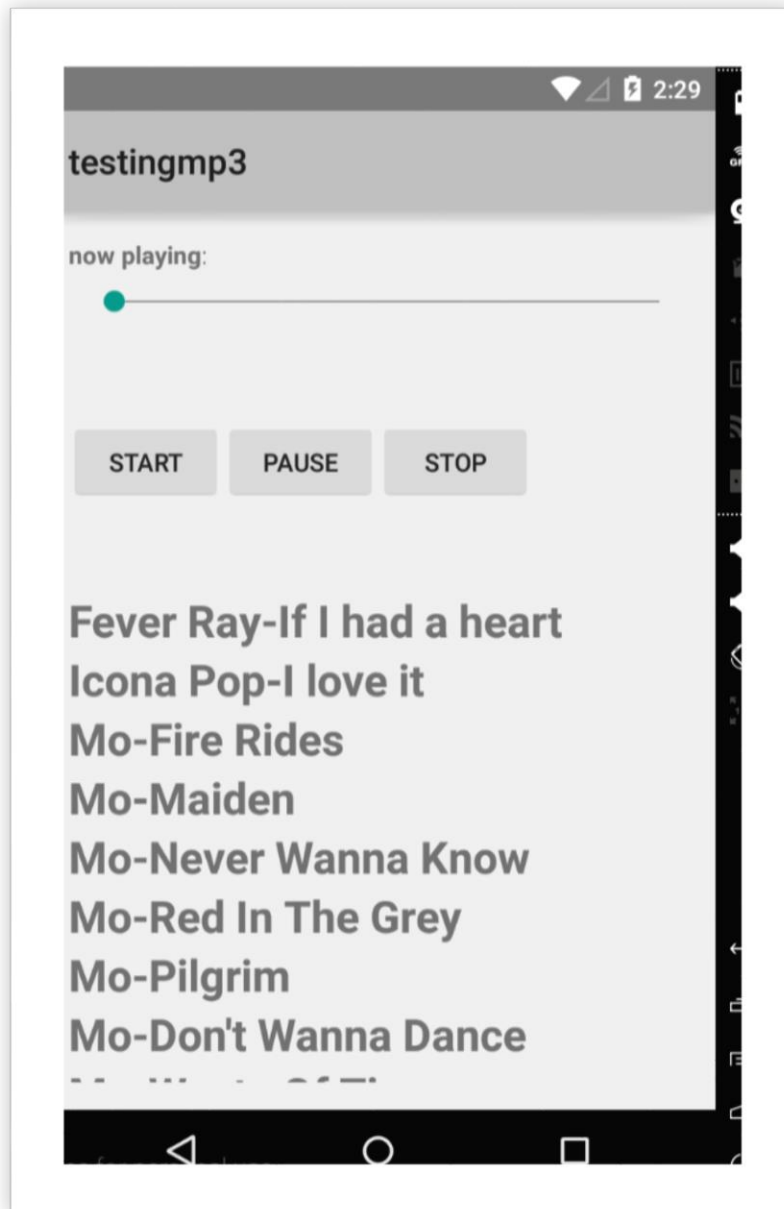 2:29
testingmp3
now playing:
START PAUSE STOP
Fever Ray-If I had a heart
Icona Pop-I love it
Mo-Fire Rides
Mo-Maiden
Mo-Never Wanna Know
Mo-Red In The Grey
Mo-Pilgrim
Mo-Don't Wanna Dance